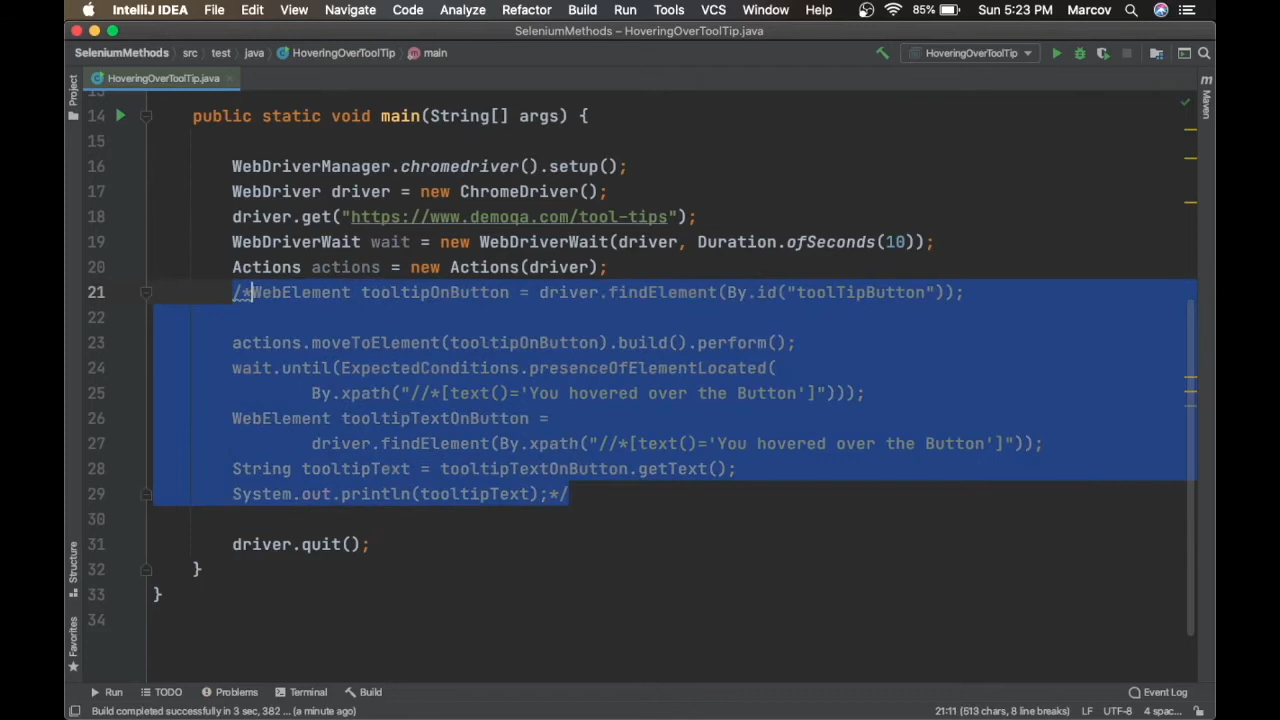 IntelliJ IDEA File Edit View Navigate Code Analyze Refactor Build Run Tools VCS Window Help 85% Sun 5:23 PM Marcov
SeleniumMethods – HoveringOverToolTip.java
SeleniumMethods src test java HoveringOverToolTip main HoveringOverToolTip
HoveringOverToolTip.java
Project
Maven
13
14 public static void main(String[] args) {
15
16 WebDriverManager.chromedriver().setup();
17 WebDriver driver = new ChromeDriver();
18 driver.get("https://www.demoqa.com/tool-tips");
19 WebDriverWait wait = new WebDriverWait(driver, Duration.ofSeconds(10));
20 Actions actions = new Actions(driver);
21 /*WebElement tooltipOnButton = driver.findElement(By.id("toolTipButton"));
22
23 actions.moveToElement(tooltipOnButton).build().perform();
24 wait.until(ExpectedConditions.presenceOfElementLocated(
25 By.xpath("//*[text()='You hovered over the Button']")));
26 WebElement tooltipTextOnButton =
27 driver.findElement(By.xpath("//*[text()='You hovered over the Button']"));
28 String tooltipText = tooltipTextOnButton.getText();
29 System.out.println(tooltipText);*/
30
31 driver.quit();
32 }
33 }
34
Structure
Favorites
Run TODO Problems Terminal Build Event Log
Build completed successfully in 3 sec, 382 ... (a minute ago) 21:11 (513 chars, 8 line breaks) LF UTF-8 4 spac...